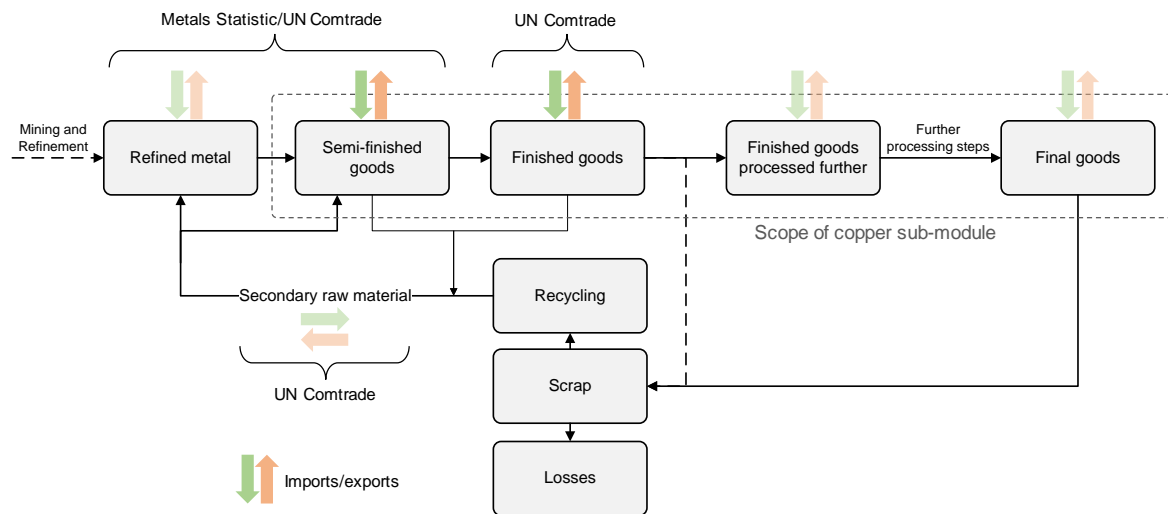 Metals Statistic/UN Comtrade
UN Comtrade
Mining and
Refinement
Refined metal
Semi-finished
goods
Finished goods
Finished goods
processed further
Further
processing steps
Final goods
Scope of copper sub-module
Secondary raw material
Recycling
UN Comtrade
Scrap
Losses
Imports/exports